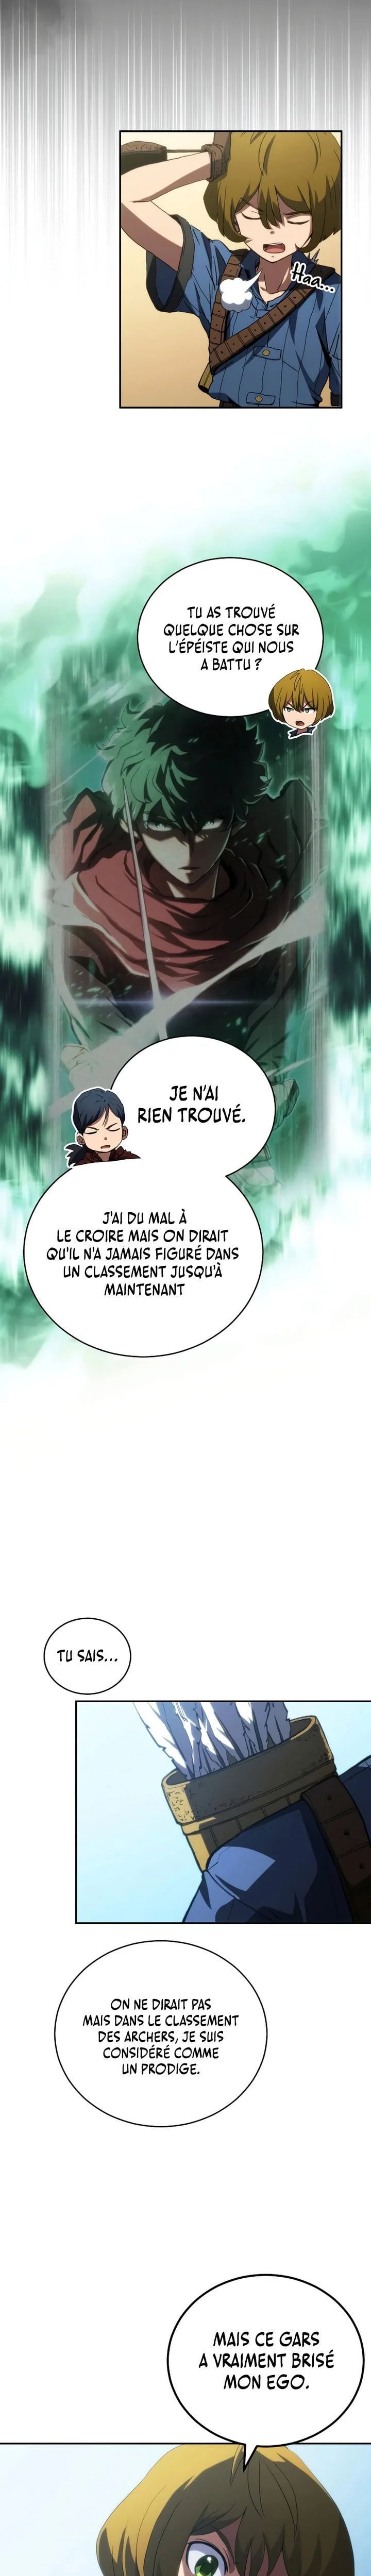 Haa...
TU AS TROUVÉ
QUELQUE CHOSE SUR
L'ÉPÉISTE QUI NOUS
A BATTU ?
JE N'AI
RIEN TROUVÉ.
J'AI DU MAL À
LE CROIRE MAIS ON DIRAIT
QU'IL N'A JAMAIS FIGURÉ DANS
UN CLASSEMENT JUSQU'À
MAINTENANT
TU SAIS...
ON NE DIRAIT PAS
MAIS DANS LE CLASSEMENT
DES ARCHERS, JE SUIS
CONSIDÉRÉ COMME
UN PRODIGE.
MAIS CE GARS
A VRAIMENT BRISÉ
MON EGO.